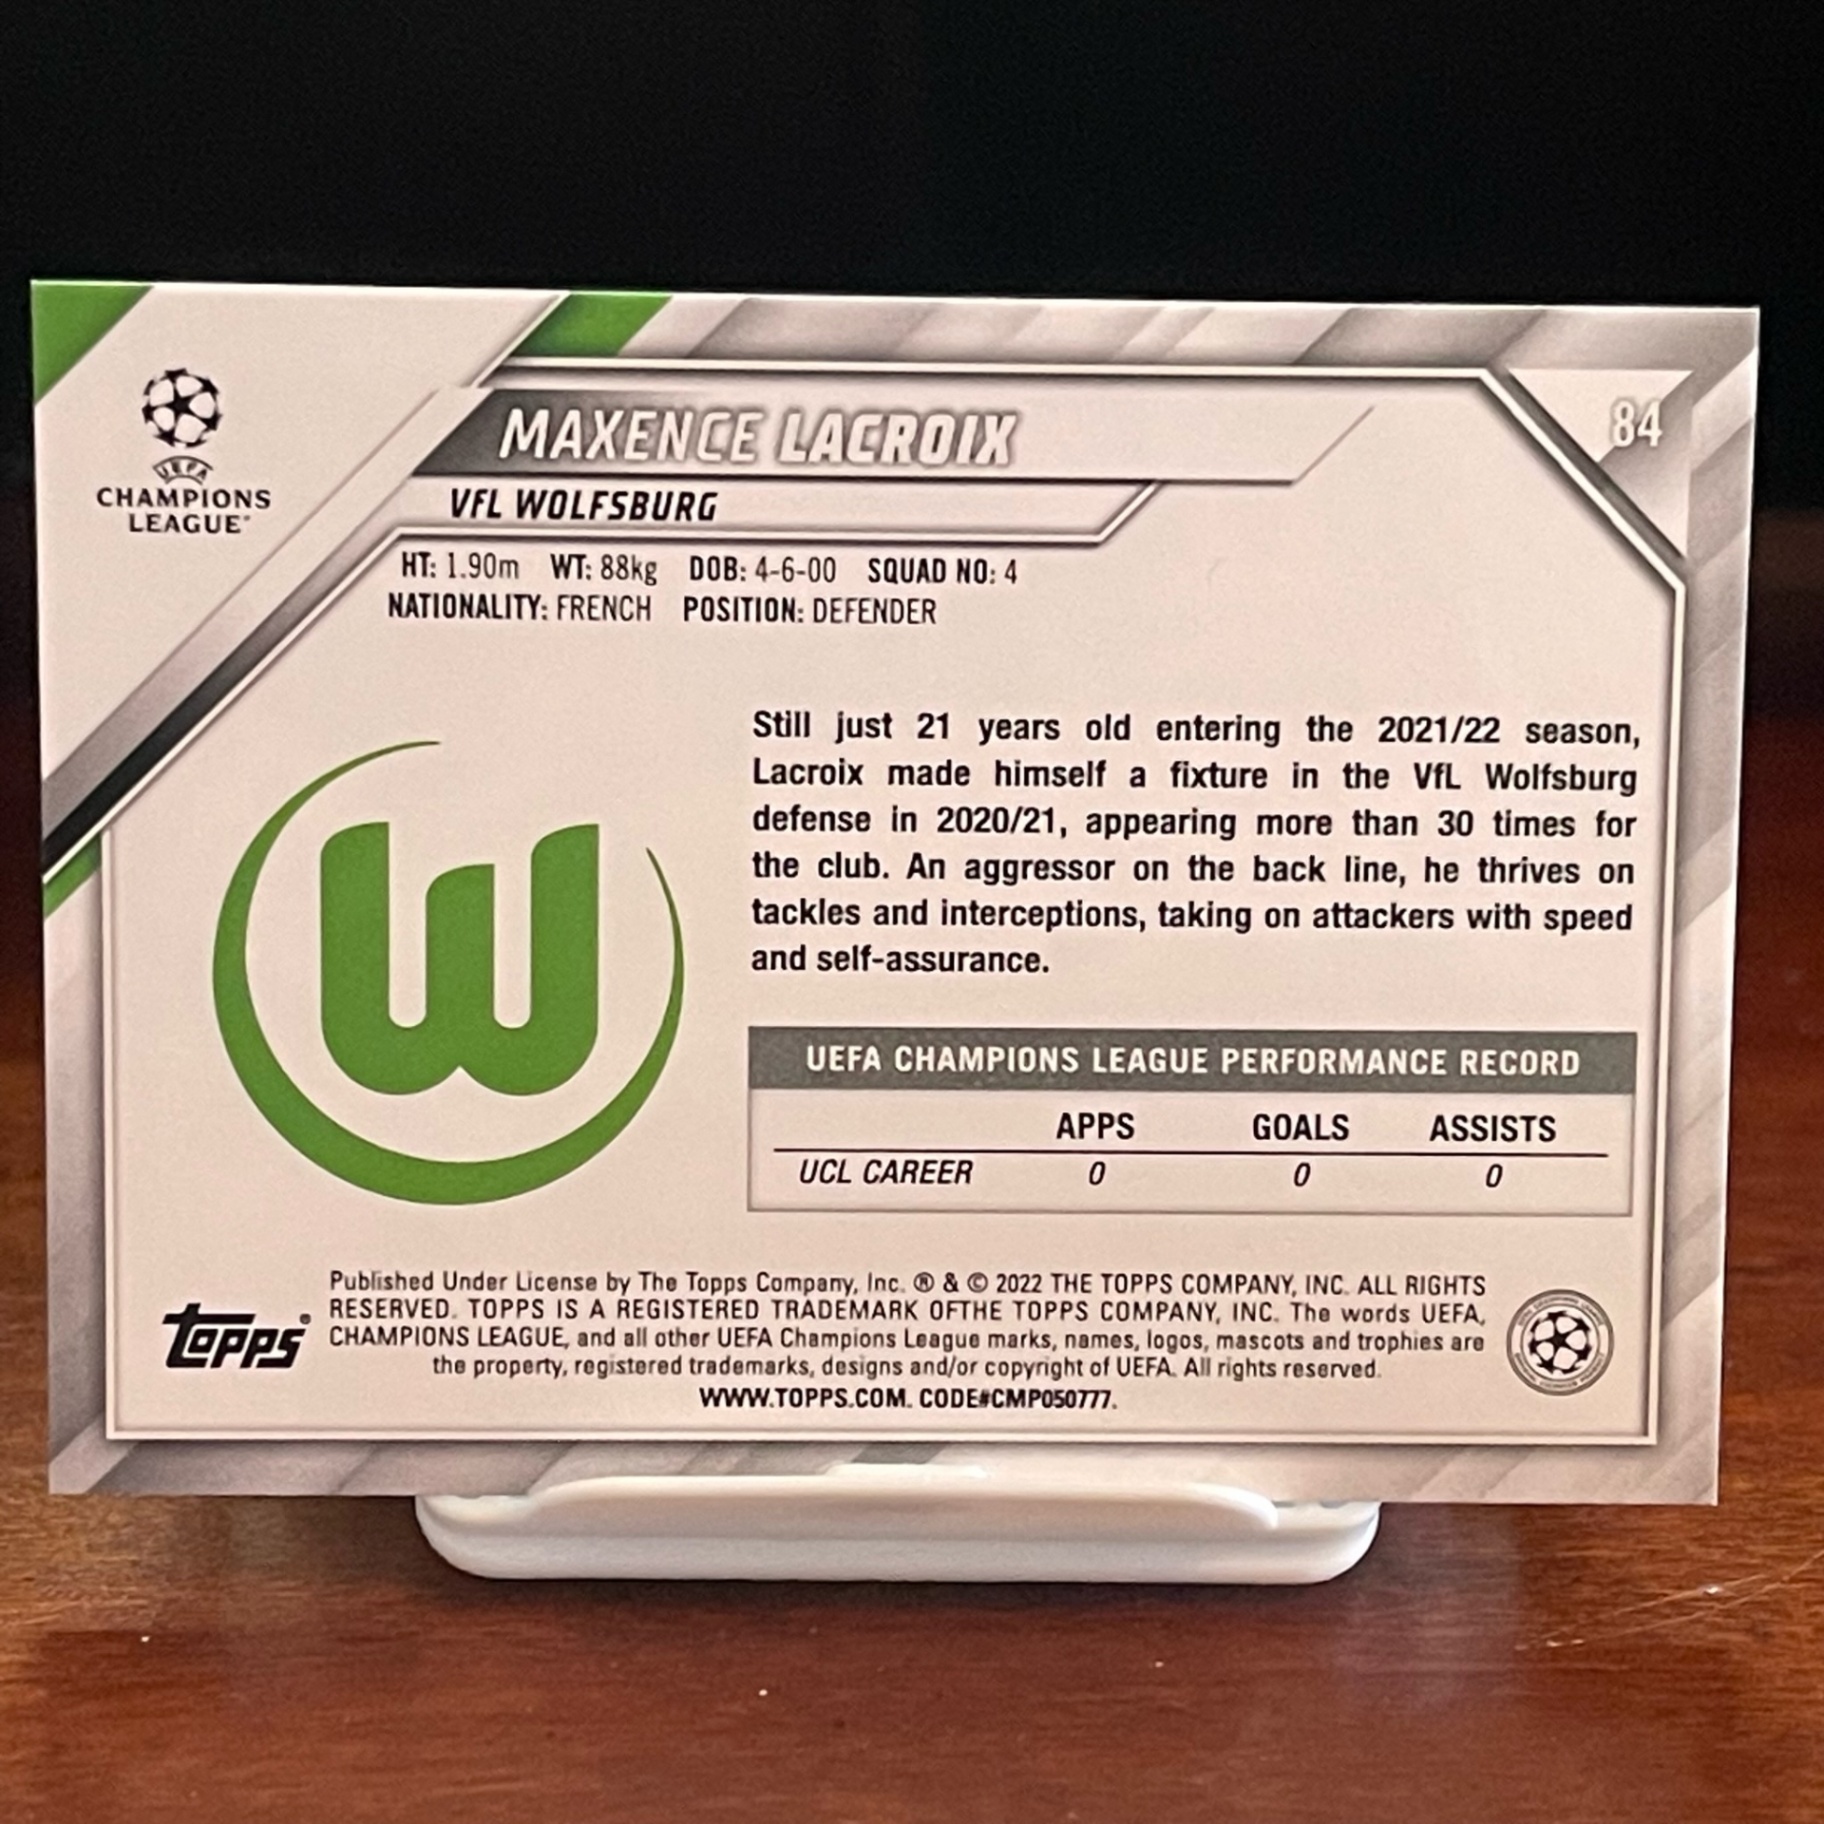 UEFA
CHAMPIONS
LEAGUE
MAXENCE LACROIX
84
VFL WOLFSBURG
HT: 1.90m WT: 88kg DOB: 4-6-00 SQUAD NO: 4
NATIONALITY: FRENCH POSITION: DEFENDER
W
Still just 21 years old entering the 2021/22 season,
Lacroix made himself a fixture in the VfL Wolfsburg
defense in 2020/21, appearing more than 30 times for
the club. An aggressor on the back line, he thrives on
tackles and interceptions, taking on attackers with speed
and self-assurance.
UEFA CHAMPIONS LEAGUE PERFORMANCE RECORD
APPS GOALS ASSISTS
UCL CAREER 0 0 0
topps®
Published Under License by The Topps Company, Inc. ® & © 2022 THE TOPPS COMPANY, INC. ALL RIGHTS
RESERVED. TOPPS IS A REGISTERED TRADEMARK OFTHE TOPPS COMPANY, INC. The words UEFA,
CHAMPIONS LEAGUE, and all other UEFA Champions League marks, names, logos, mascots and trophies are
the property, registered trademarks, designs and/or copyright of UEFA. All rights reserved.
WWW.TOPPS.COM. CODE#CMP050777.